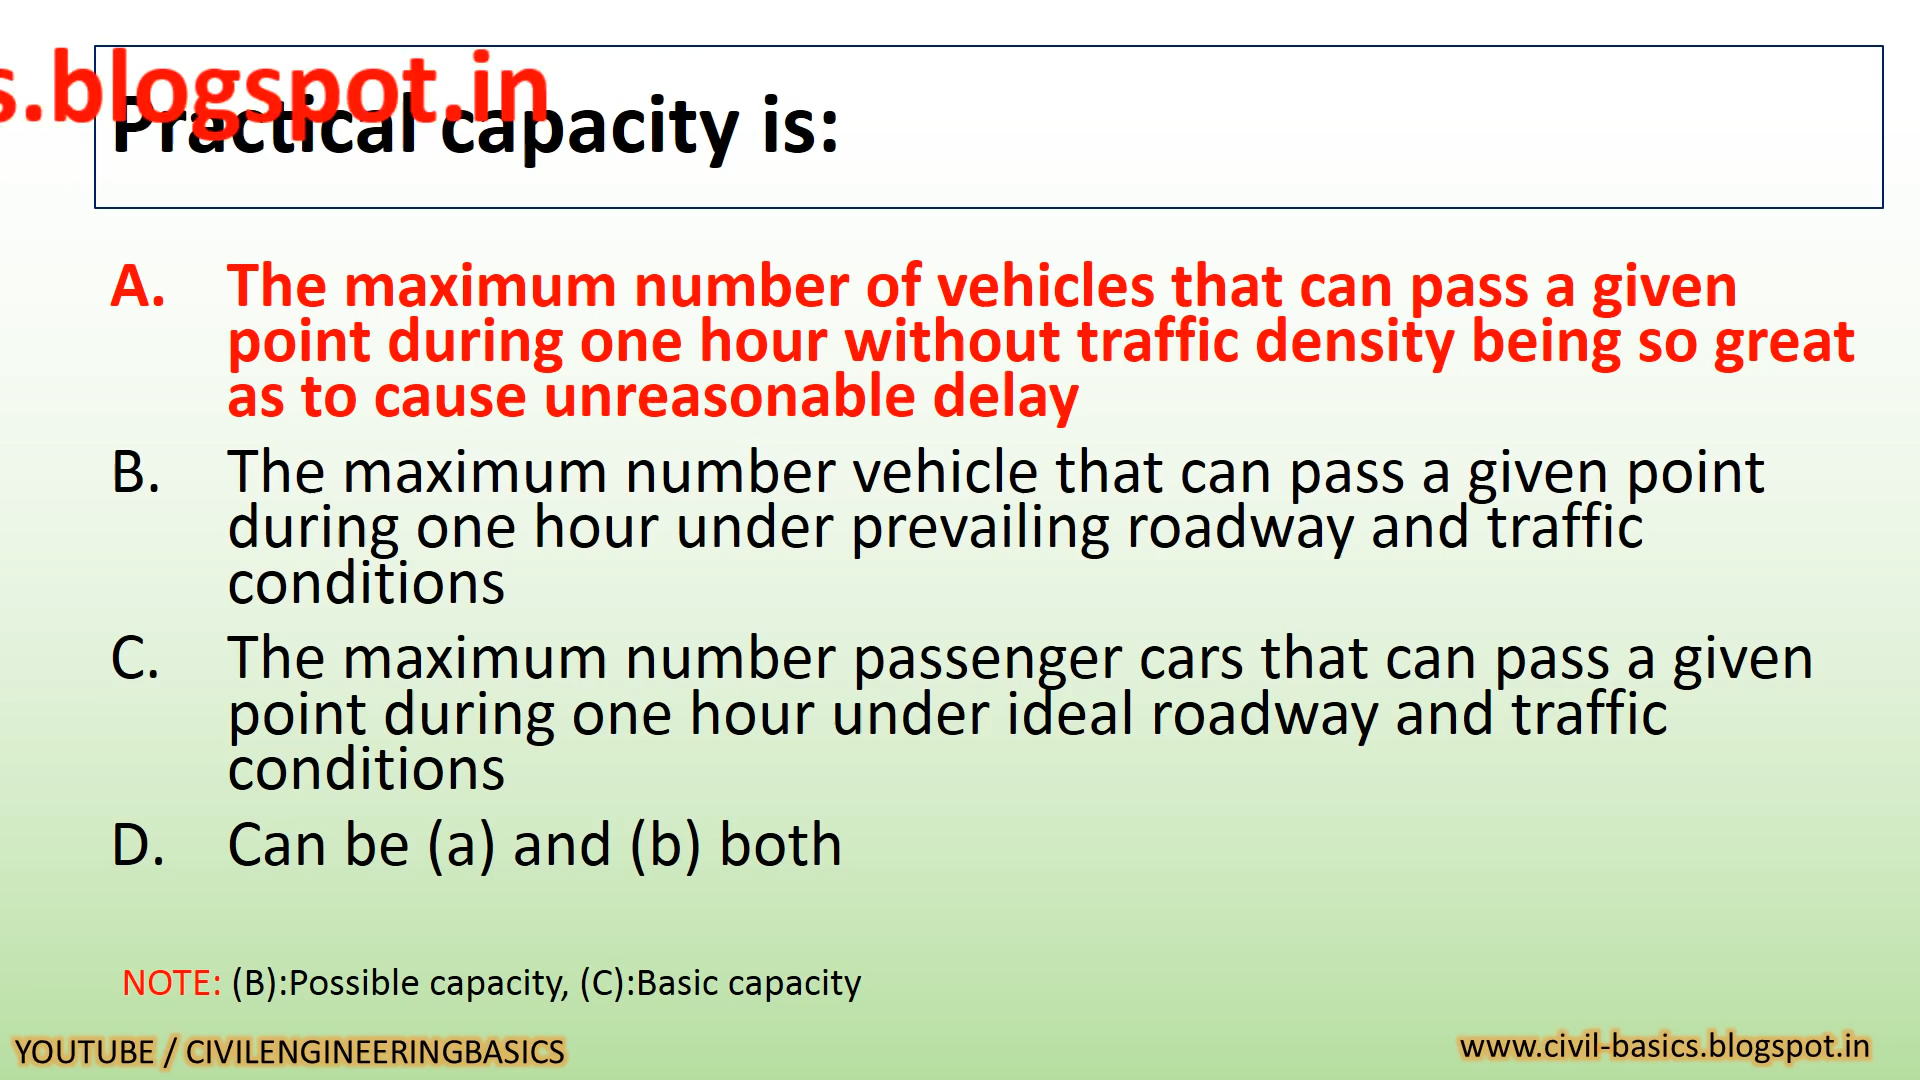 s.blogspot.in
Practical capacity is:
A. The maximum number of vehicles that can pass a given
point during one hour without traffic density being so great
as to cause unreasonable delay
B. The maximum number vehicle that can pass a given point
during one hour under prevailing roadway and traffic
conditions
C. The maximum number passenger cars that can pass a given
point during one hour under ideal roadway and traffic
conditions
D. Can be (a) and (b) both
NOTE: (B):Possible capacity, (C):Basic capacity
YOUTUBE / CIVILENGINEERINGBASICS
www.civil-basics.blogspot.in